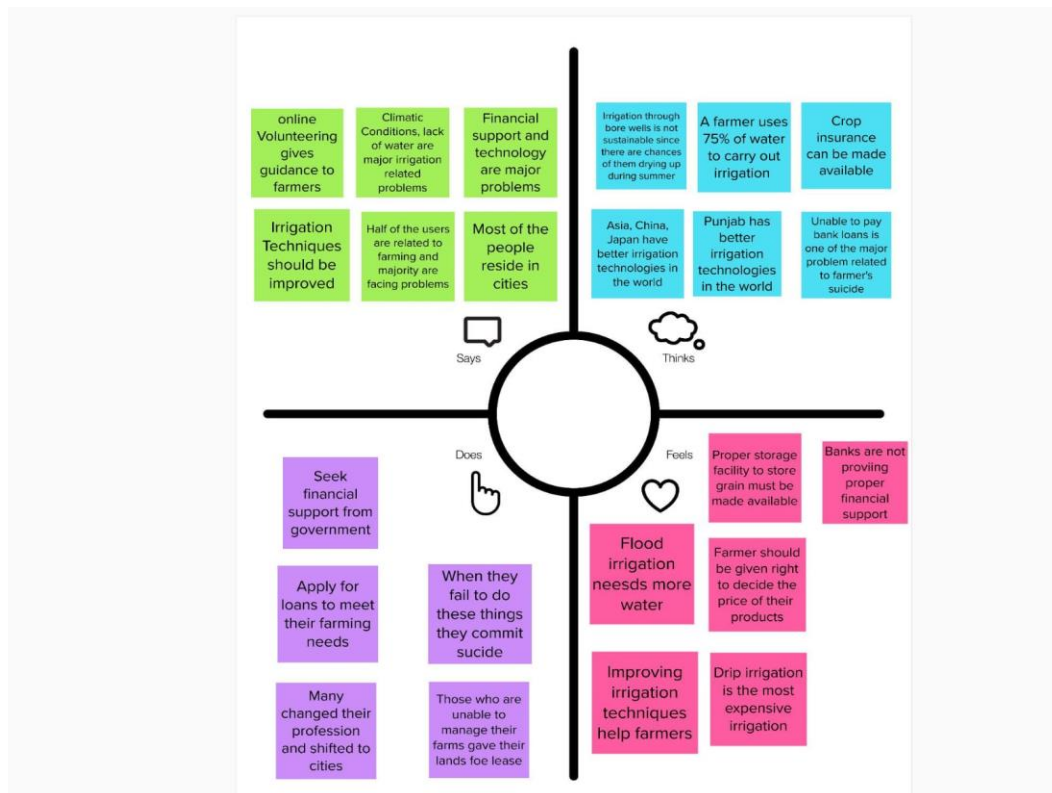 online
Volunteering
gives
guidance to
farmers
Climatic
Conditions, lack
of water are
major irrigation
related
problems
Financial
support and
technology
are major
problems
Irrigation
Techniques
should be
improved
Half of the users
are related to
farming and
majority are
facing problems
Most of the
people
reside in
cities
Says
Irrigation through
bore wells is not
sustainable since
there are chances
of them drying up
during summer
A farmer uses
75% of water
to carry out
irrigation
Crop
insurance
can be made
available
Asia, China,
Japan have
better irrigation
technologies in
the world
Punjab has
better
irrigation
technologies
in the world
Unable to pay
bank loans is
one of the major
problem related
to farmer's
suicide
Thinks
Does
Seek
financial
support from
government
Apply for
loans to meet
their farming
needs
When they
fail to do
these things
they commit
sucide
Many
changed their
profession
and shifted to
cities
Those who are
unable to
manage their
farms gave their
lands foe lease
Feels
Proper storage
facility to store
grain must be
made available
Banks are not
proviing
proper
financial
support
Flood
irrigation
neesds more
water
Farmer should
be given right
to decide the
price of their
products
Improving
irrigation
techniques
help farmers
Drip irrigation
is the most
expensive
irrigation